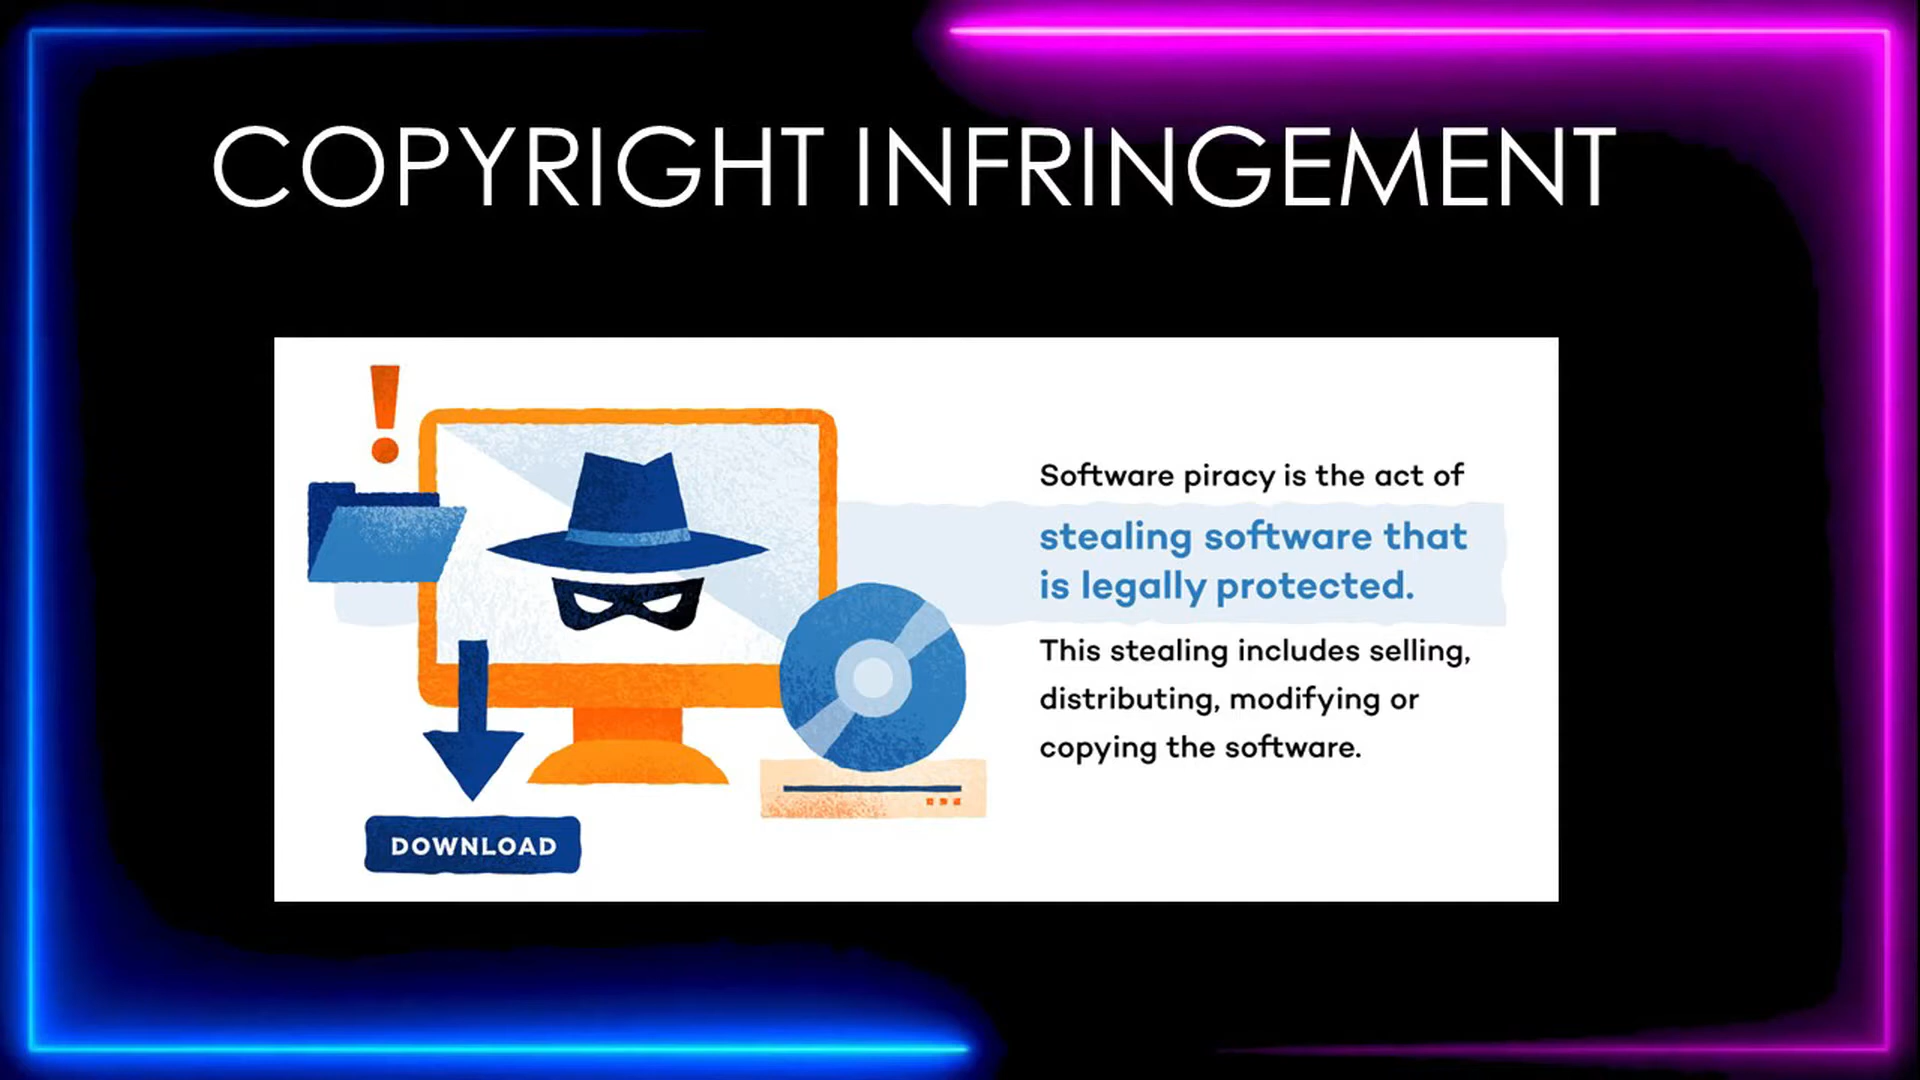 COPYRIGHT INFRINGEMENT
Software piracy is the act of
stealing software that
is legally protected.
This stealing includes selling,
distributing, modifying or
copying the software.
DOWNLOAD